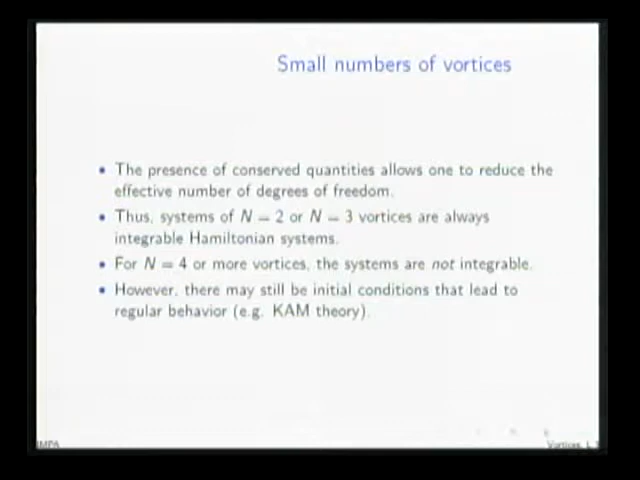 Small numbers of vortices
• The presence of conserved quantities allows one to reduce the
effective number of degrees of freedom.
• Thus, systems of N = 2 or N = 3 vortices are always
integrable Hamiltonian systems.
• For N = 4 or more vortices, the systems are not integrable.
• However, there may still be initial conditions that lead to
regular behavior (e.g. KAM theory).
IMPA
Vortices, L